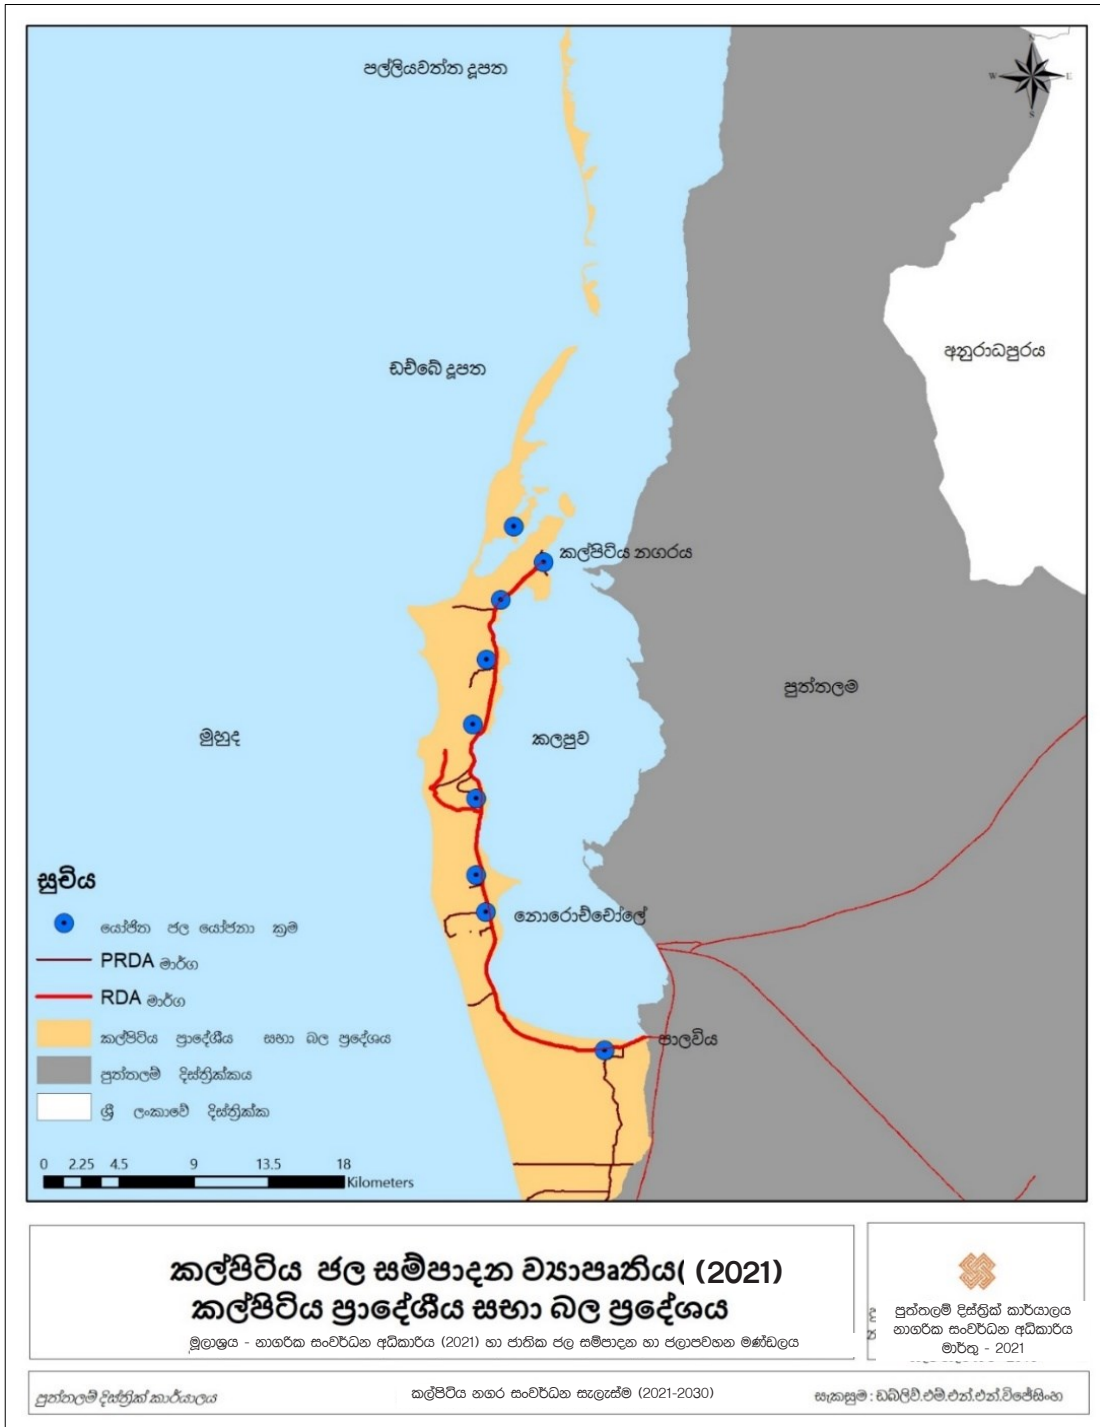 පල්ලියවත්ත දූපත
N
W E
S
අනුරාධපුරය
ඩච්බේ දූපත
කල්පිටිය නගරය
පුත්තලම
මුහුද
කලපුව
නොරොච්චෝලේ
පාලවිය
සූචිය
යෝජිත ජල යෝජනා ක්‍රම
PRDA මාර්ග
RDA මාර්ග
කල්පිටිය ප්‍රාදේශීය සභා බල ප්‍රදේශය
පුත්තලම් දිස්ත්‍රික්කය
ශ්‍රී ලංකාවේ දිස්ත්‍රික්ක
0 2.25 4.5 9 13.5 18
Kilometers
කල්පිටිය ජල සම්පාදන ව්‍යාපෘතිය( (2021)
කල්පිටිය ප්‍රාදේශීය සභා බල ප්‍රදේශය
මූලාශ්‍රය - නාගරික සංවර්ධන අධිකාරිය (2021) හා ජාතික ජල සම්පාදන හා ජලාපවහන මණ්ඩලය
පුත්තලම් දිස්ත්‍රික් කාර්යාලය
නාගරික සංවර්ධන අධිකාරිය
මාර්තු - 2021
පුත්තලම් දිස්ත්‍රික් කාර්යාලය
කල්පිටිය නගර සංවර්ධන සැලැස්ම (2021-2030)
සැකසුම : ඩබ්ලිව්.එම්.එන්.එන්.විජේසිංහ